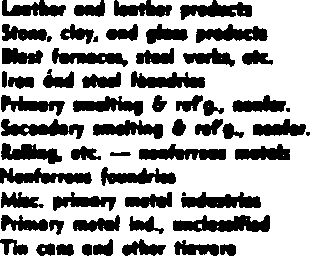 Leather and leather products
Stone, clay, and glass products
Blast furnaces, steel works, etc.
Iron and steel foundries
Primary smelting & ref'g., nonfer.
Secondary smelting & ref'g., nonfer.
Rolling, etc. — nonferrous metals
Nonferrous foundries
Misc. primary metal industries
Primary metal ind., unclassified
Tin cans and other tinware